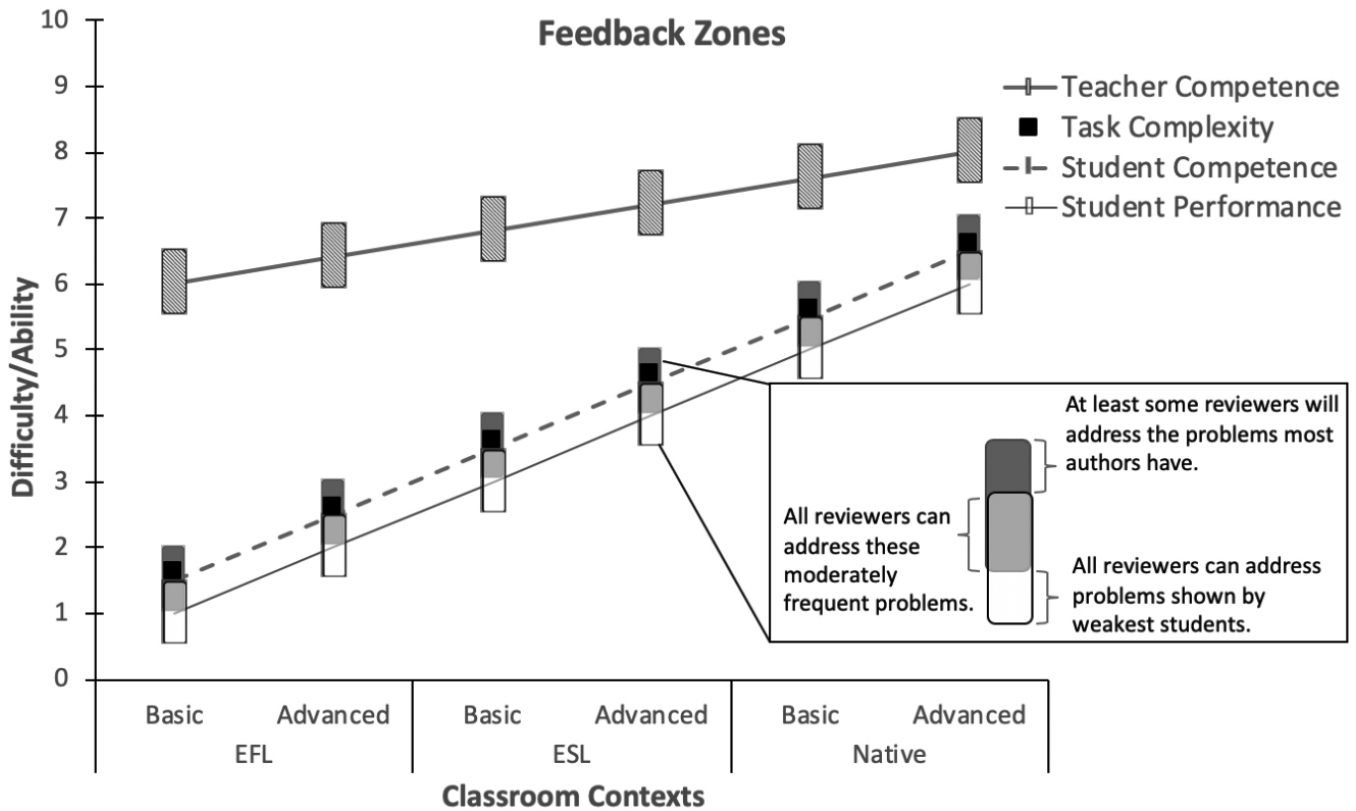 Feedback Zones
Teacher Competence
Task Complexity
Student Competence
Student Performance
Difficulty/Ability
10
9
8
7
6
5
4
3
2
1
0
At least some reviewers will
address the problems most
authors have.
All reviewers can
address these
moderately
frequent problems.
All reviewers can address
problems shown by
weakest students.
Basic Advanced Basic Advanced Basic Advanced
EFL ESL Native
Classroom Contexts